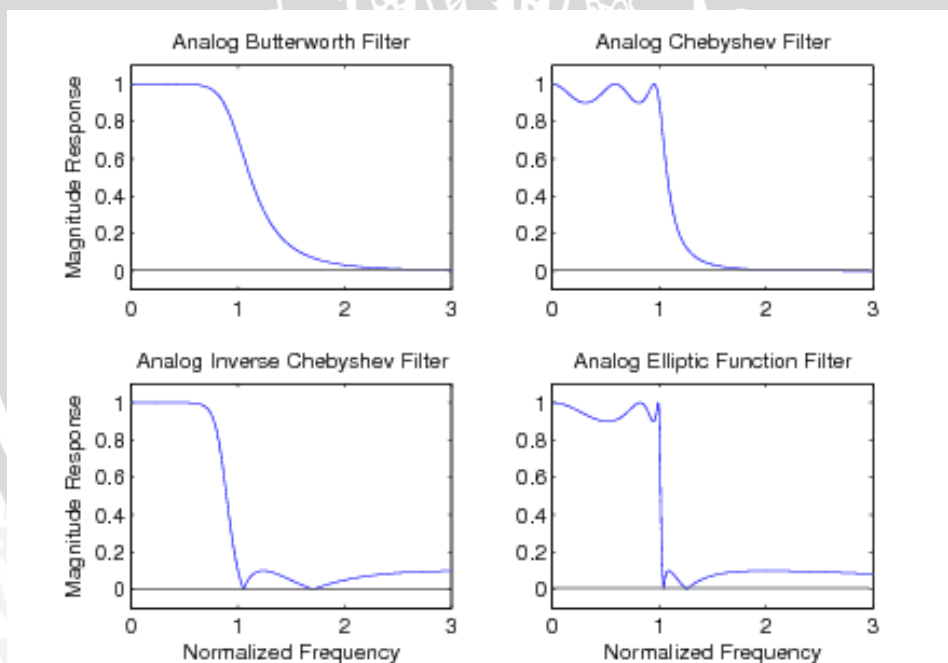 Analog Butterworth Filter
Magnitude Response
1
0.8
0.6
0.4
0.2
0
0 1 2 3
Analog Chebyshev Filter
1
0.8
0.6
0.4
0.2
0
0 1 2 3
Analog Inverse Chebyshev Filter
Magnitude Response
1
0.8
0.6
0.4
0.2
0
0 1 2 3
Normalized Frequency
Analog Elliptic Function Filter
1
0.8
0.6
0.4
0.2
0
0 1 2 3
Normalized Frequency